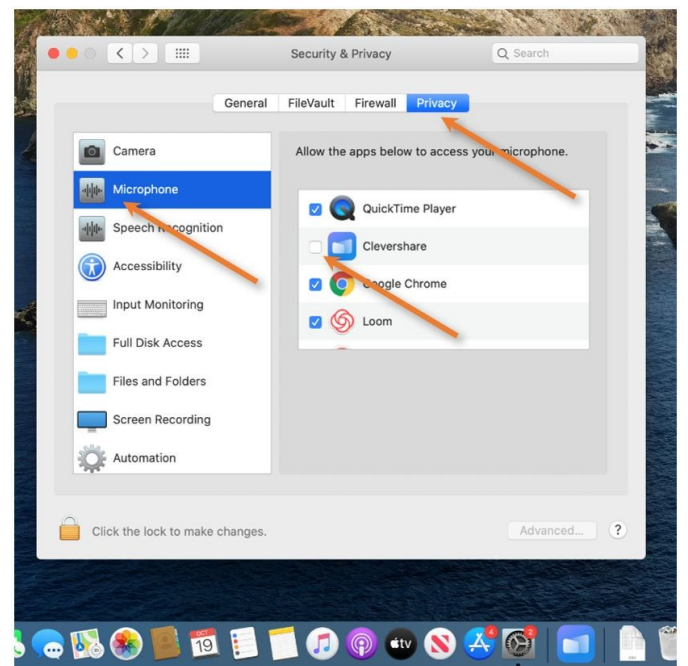 Security & Privacy
Search
General FileVault Firewall Privacy
Camera
Allow the apps below to access your microphone.
Microphone
QuickTime Player
Speech Recognition
Clevershare
Accessibility
Google Chrome
Input Monitoring
Loom
Full Disk Access
Files and Folders
Screen Recording
Automation
Click the lock to make changes.
Advanced... ?
OCT
19
tv
4
2